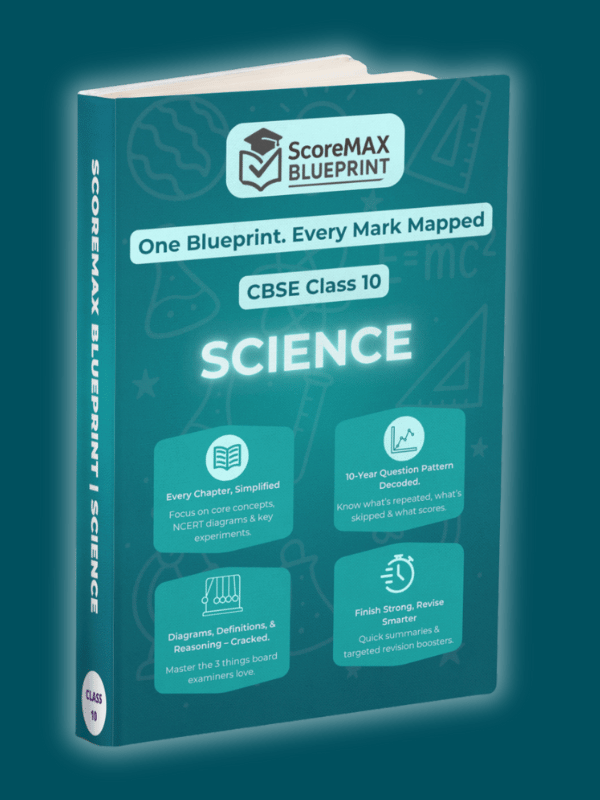 ScoreMAX
BLUEPRINT
One Blueprint. Every Mark Mapped
CBSE Class 10
SCIENCE
Every Chapter, Simplified
Focus on core concepts,
NCERT diagrams & key
experiments.
10-Year Question Pattern
Decoded.
Know what's repeated, what's
skipped & what scores.
Diagrams, Definitions, &
Reasoning – Cracked.
Master the 3 things board
examiners love.
Finish Strong, Revise
Smarter
Quick summaries &
targeted revision boosters.
SCOREMAX BLUEPRINT | SCIENCE
CLASS
10
=mc²